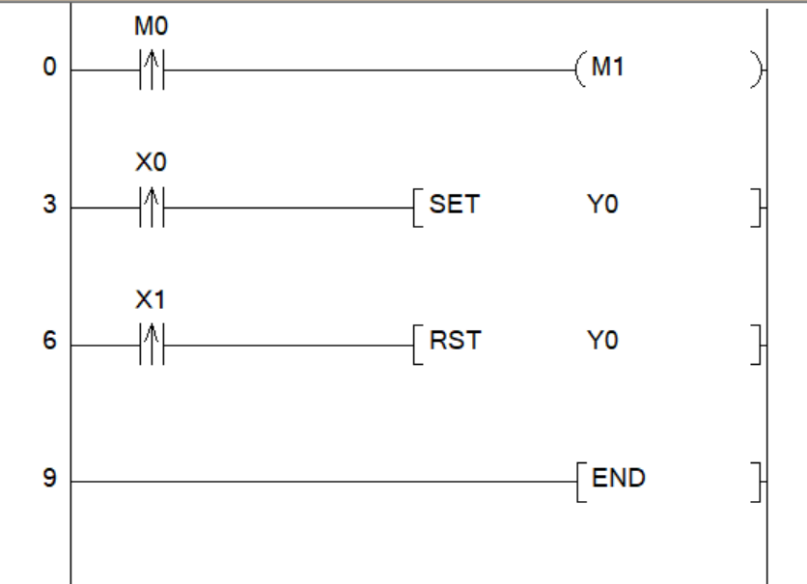 M0
0 M1
X0
3 SET Y0
X1
6 RST Y0
9 END